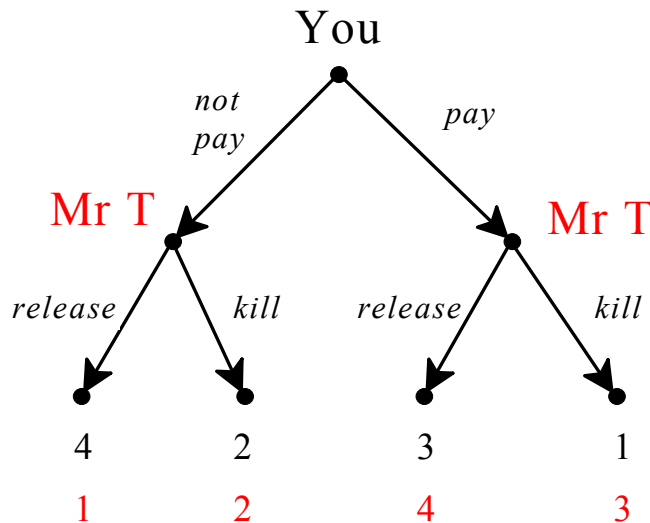 You
not
pay
pay
Mr T
Mr T
release
kill
release
kill
4 2 3 1
1 2 4 3